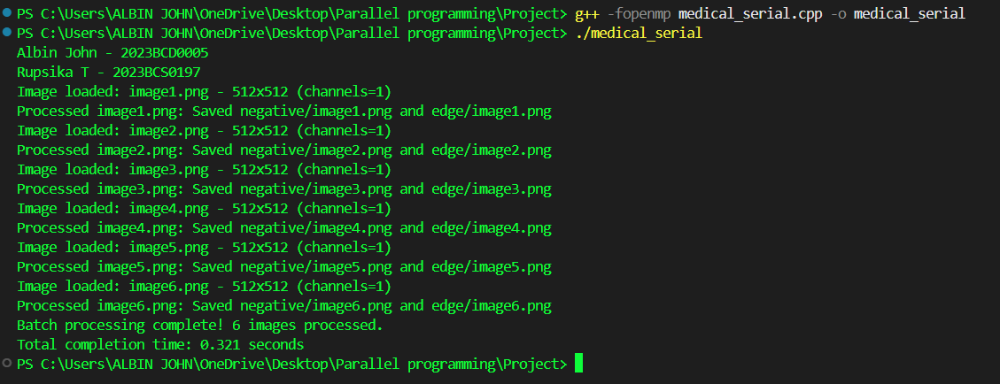 PS C:\Users\ALBIN JOHN\OneDrive\Desktop\Parallel programming\Project> g++ -fopenmp medical_serial.cpp -o medical_serial
PS C:\Users\ALBIN JOHN\OneDrive\Desktop\Parallel programming\Project> ./medical_serial
Albin John - 2023BCD0005
Rupsika T - 2023BCS0197
Image loaded: image1.png - 512x512 (channels=1)
Processed image1.png: Saved negative/image1.png and edge/image1.png
Image loaded: image2.png - 512x512 (channels=1)
Processed image2.png: Saved negative/image2.png and edge/image2.png
Image loaded: image3.png - 512x512 (channels=1)
Processed image3.png: Saved negative/image3.png and edge/image3.png
Image loaded: image4.png - 512x512 (channels=1)
Processed image4.png: Saved negative/image4.png and edge/image4.png
Image loaded: image5.png - 512x512 (channels=1)
Processed image5.png: Saved negative/image5.png and edge/image5.png
Image loaded: image6.png - 512x512 (channels=1)
Processed image6.png: Saved negative/image6.png and edge/image6.png
Batch processing complete! 6 images processed.
Total completion time: 0.321 seconds
PS C:\Users\ALBIN JOHN\OneDrive\Desktop\Parallel programming\Project>